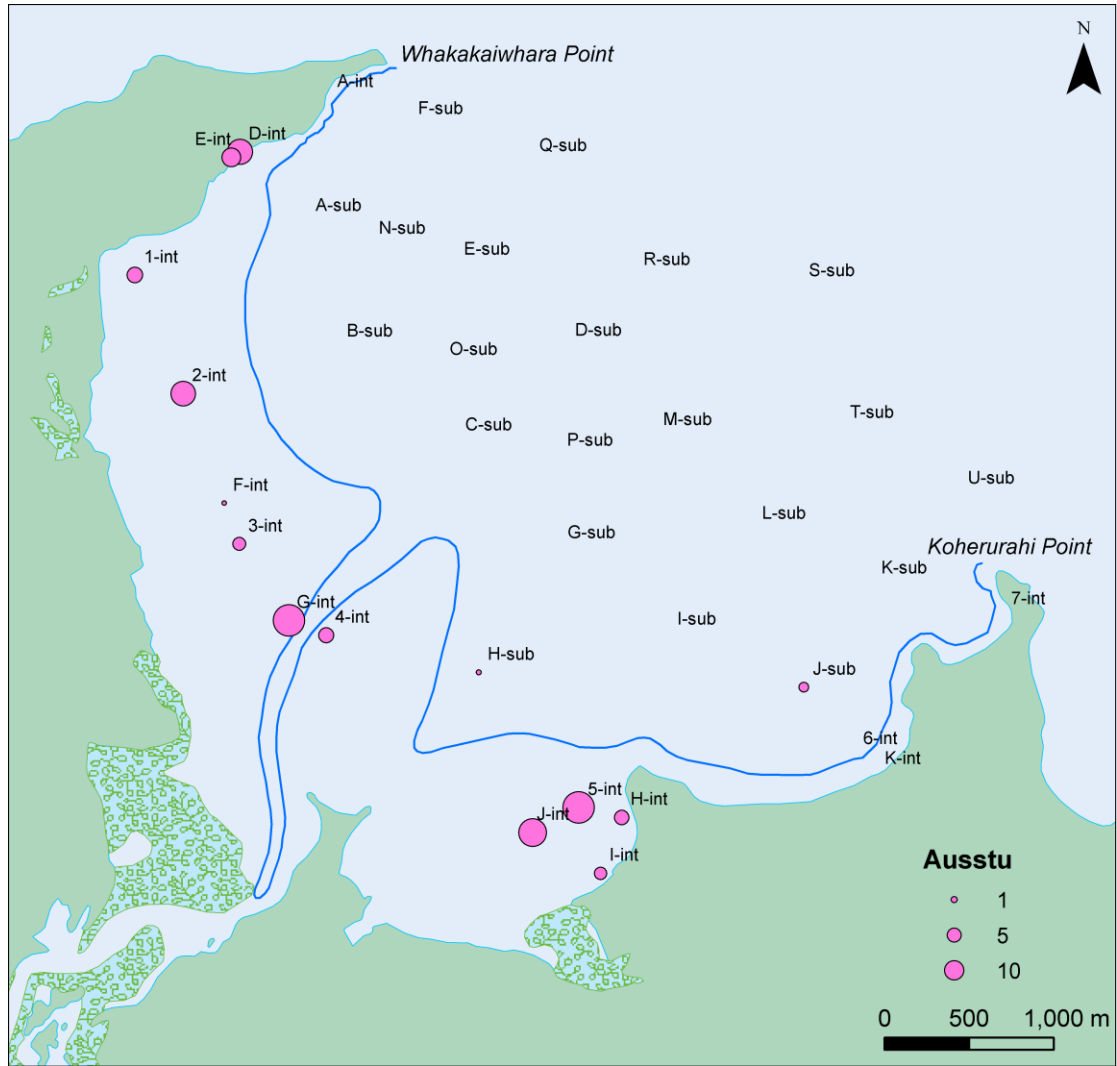 N
Whakakaiwhara Point
A-int
F-sub
E-int
D-int
Q-sub
A-sub
N-sub
E-sub
R-sub
S-sub
1-int
B-sub
O-sub
D-sub
2-int
C-sub
P-sub
M-sub
T-sub
F-int
U-sub
3-int
G-sub
L-sub
Koherurahi Point
K-sub
7-int
G-int
4-int
I-sub
H-sub
J-sub
6-int
K-int
5-int
H-int
J-int
I-int
Ausstu
1
5
10
0 500 1,000 m